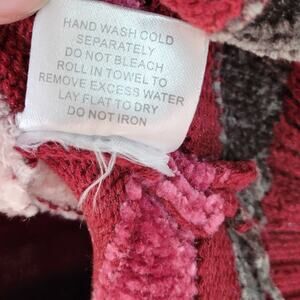 HAND WASH COLD
SEPARATELY
DO NOT BLEACH
ROLL IN TOWEL TO
REMOVE EXCESS WATER
LAY FLAT TO DRY
DO NOT IRON